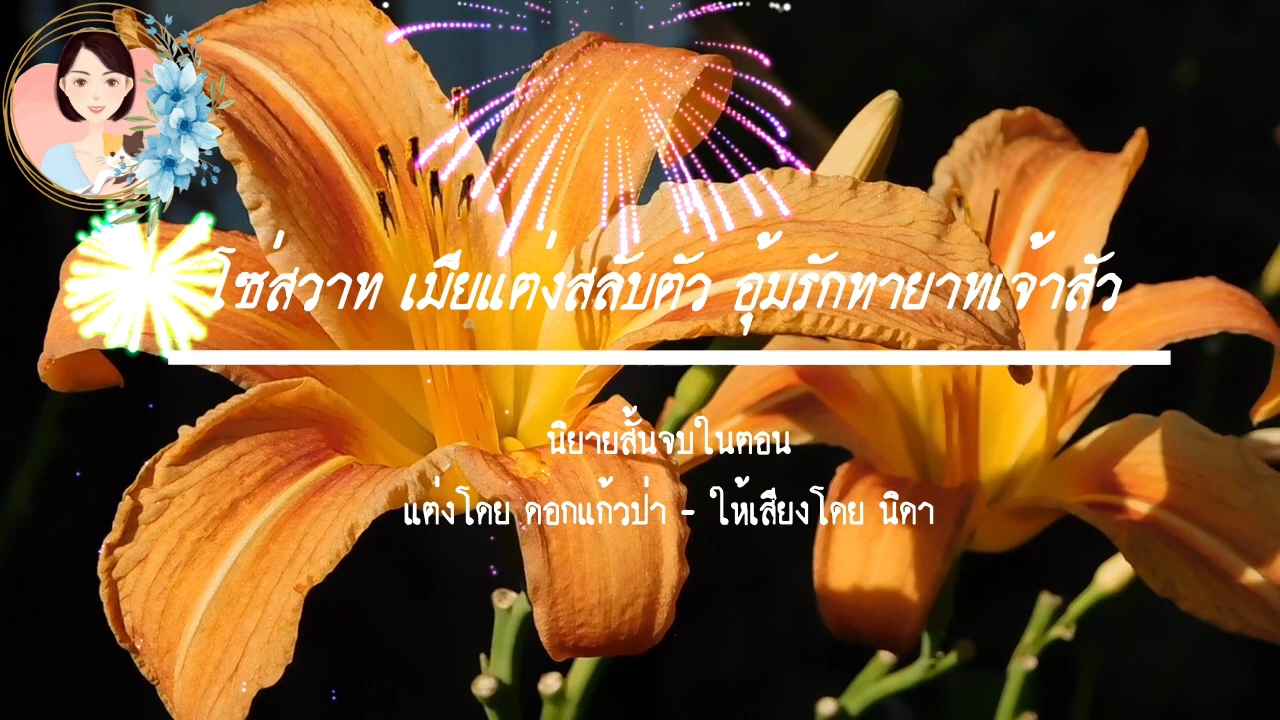 โซ่สวาท เมียแต่งสลับตัว อุ้มรักทายาทเจ้าสัว
นิยายสั้นจบในตอน
แต่งโดย ดอกแก้วป่า - ให้เสียงโดย นิดา